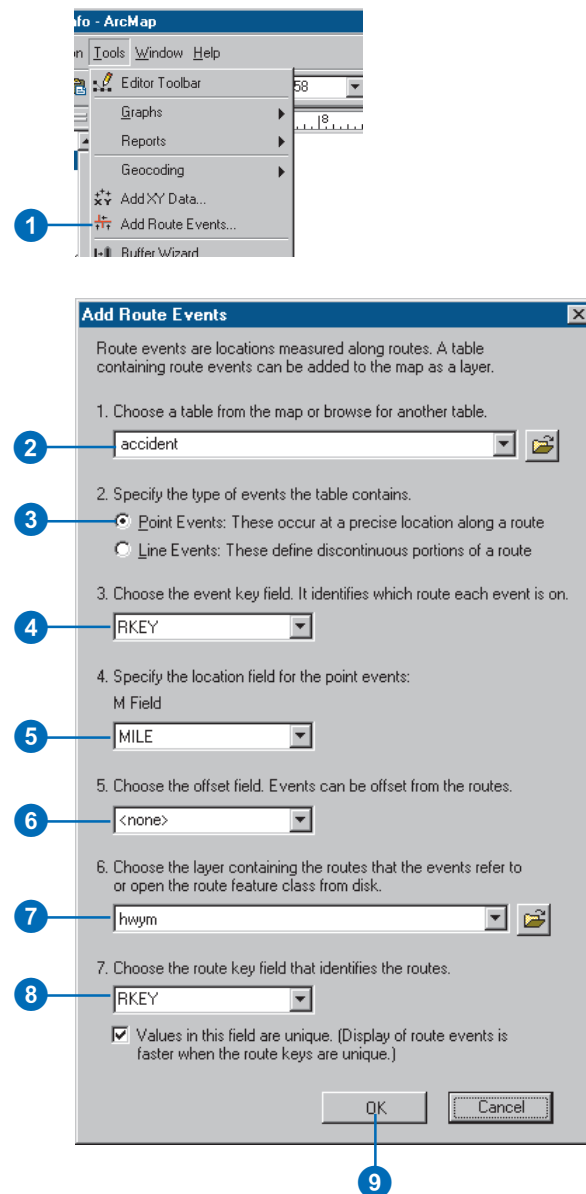 nfo - ArcMap
on Tools Window Help
Editor Toolbar
58
Graphs
8
Reports
Geocoding
Add XY Data...
1
Add Route Events...
Buffer Wizard
Add Route Events
Route events are locations measured along routes. A table
containing route events can be added to the map as a layer.
1. Choose a table from the map or browse for another table.
2
accident
2. Specify the type of events the table contains.
3
Point Events: These occur at a precise location along a route
Line Events: These define discontinuous portions of a route
3. Choose the event key field. It identifies which route each event is on.
4
RKEY
4. Specify the location field for the point events:
M Field
5
MILE
5. Choose the offset field. Events can be offset from the routes.
6
<none>
6. Choose the layer containing the routes that the events refer to
or open the route feature class from disk.
7
hwym
7. Choose the route key field that identifies the routes.
8
RKEY
Values in this field are unique. (Display of route events is
faster when the route keys are unique.)
OK
Cancel
9